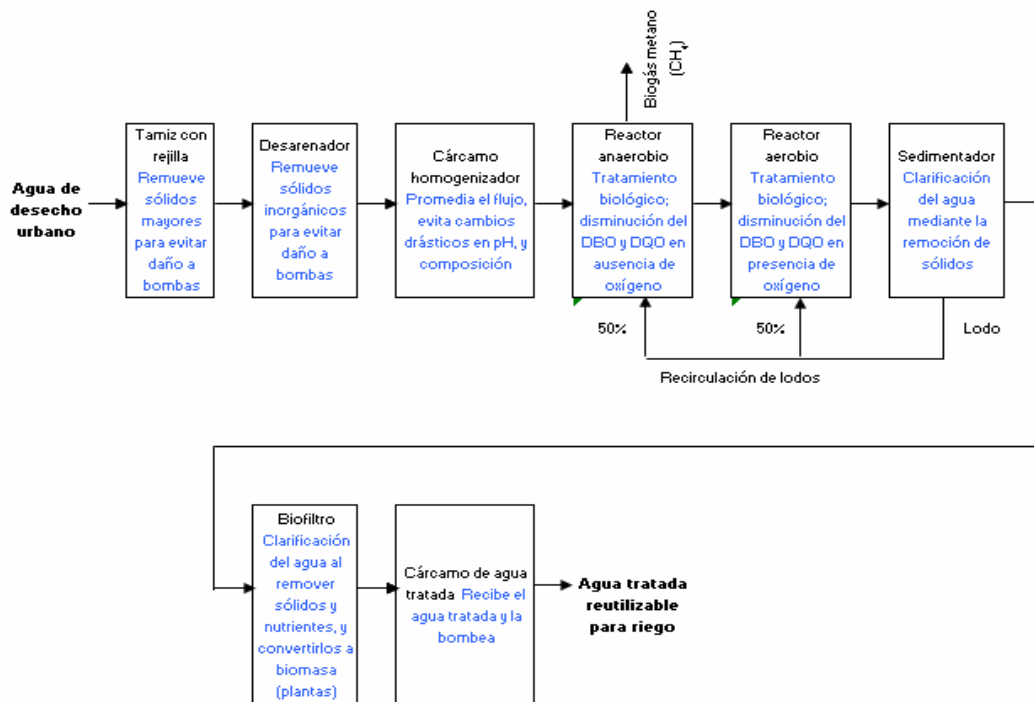 Agua de
desecho
urbano
Tamiz con
rejilla
Remueve
sólidos
mayores
para evitar
daño a
bombas
Desarenador
Remueve
sólidos
inorgánicos
para evitar
daño a
bombas
Cárcamo
homogenizador
Promedia el flujo,
evita cambios
drásticos en pH, y
composición
Biogás metano
(CH4)
Reactor
anaerobio
Tratamiento
biológico;
disminución del
DBO y DQO en
ausencia de
oxígeno
Reactor
aerobio
Tratamiento
biológico;
disminución del
DBO y DQO en
presencia de
oxígeno
Sedimentador
Clarificación
del agua
mediante la
remoción de
sólidos
50%
50%
Lodo
Recirculación de lodos
Biofiltro
Clarificación
del agua al
remover
sólidos y
nutrientes, y
convertirlos a
biomasa
(plantas)
Cárcamo de agua
tratada Recibe el
agua tratada y la
bombea
Agua tratada
reutilizable
para riego